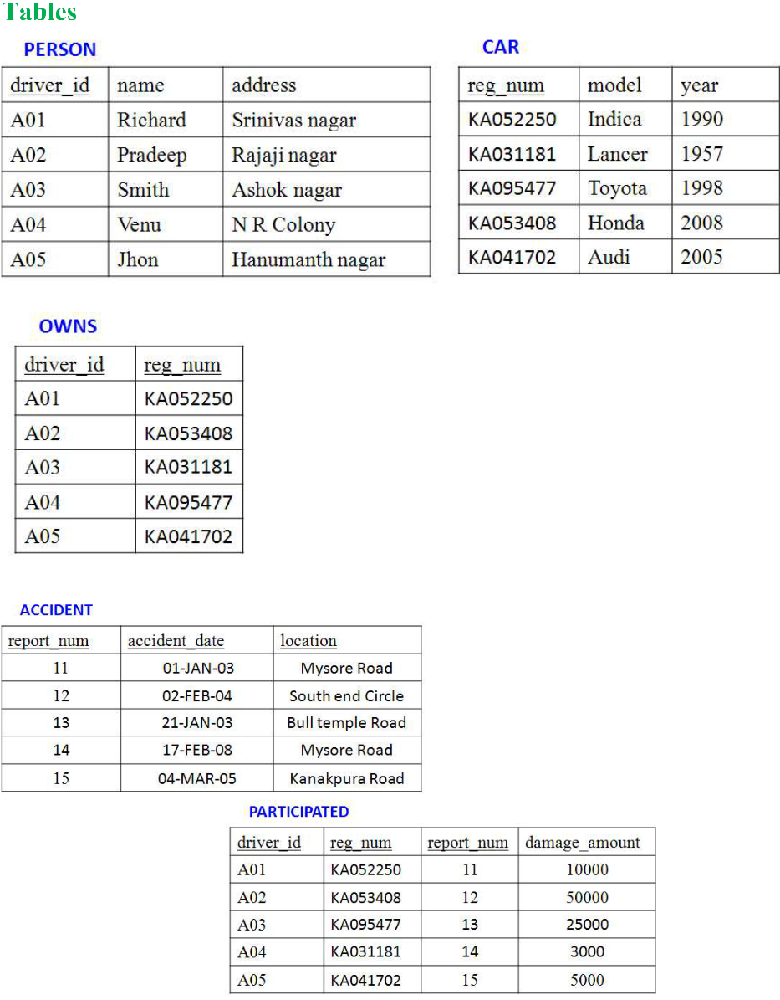 Tables
PERSON
driver_id name address
A01 Richard Srinivas nagar
A02 Pradeep Rajaji nagar
A03 Smith Ashok nagar
A04 Venu N R Colony
A05 Jhon Hanumanth nagar
CAR
reg_num model year
KA052250 Indica 1990
KA031181 Lancer 1957
KA095477 Toyota 1998
KA053408 Honda 2008
KA041702 Audi 2005
OWNS
driver_id reg_num
A01 KA052250
A02 KA053408
A03 KA031181
A04 KA095477
A05 KA041702
ACCIDENT
report_num accident_date location
11 01-JAN-03 Mysore Road
12 02-FEB-04 South end Circle
13 21-JAN-03 Bull temple Road
14 17-FEB-08 Mysore Road
15 04-MAR-05 Kanakpura Road
PARTICIPATED
driver_id reg_num report_num damage_amount
A01 KA052250 11 10000
A02 KA053408 12 50000
A03 KA095477 13 25000
A04 KA031181 14 3000
A05 KA041702 15 5000